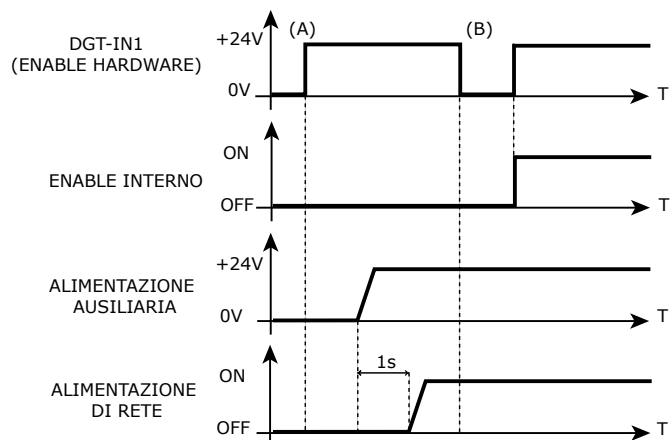 DGT-IN1
(ENABLE HARDWARE)
+24V
(A)
(B)
0V
T
ENABLE INTERNO
ON
OFF
T
ALIMENTAZIONE
AUSILIARIA
+24V
0V
T
ALIMENTAZIONE
DI RETE
ON
1s
OFF
T